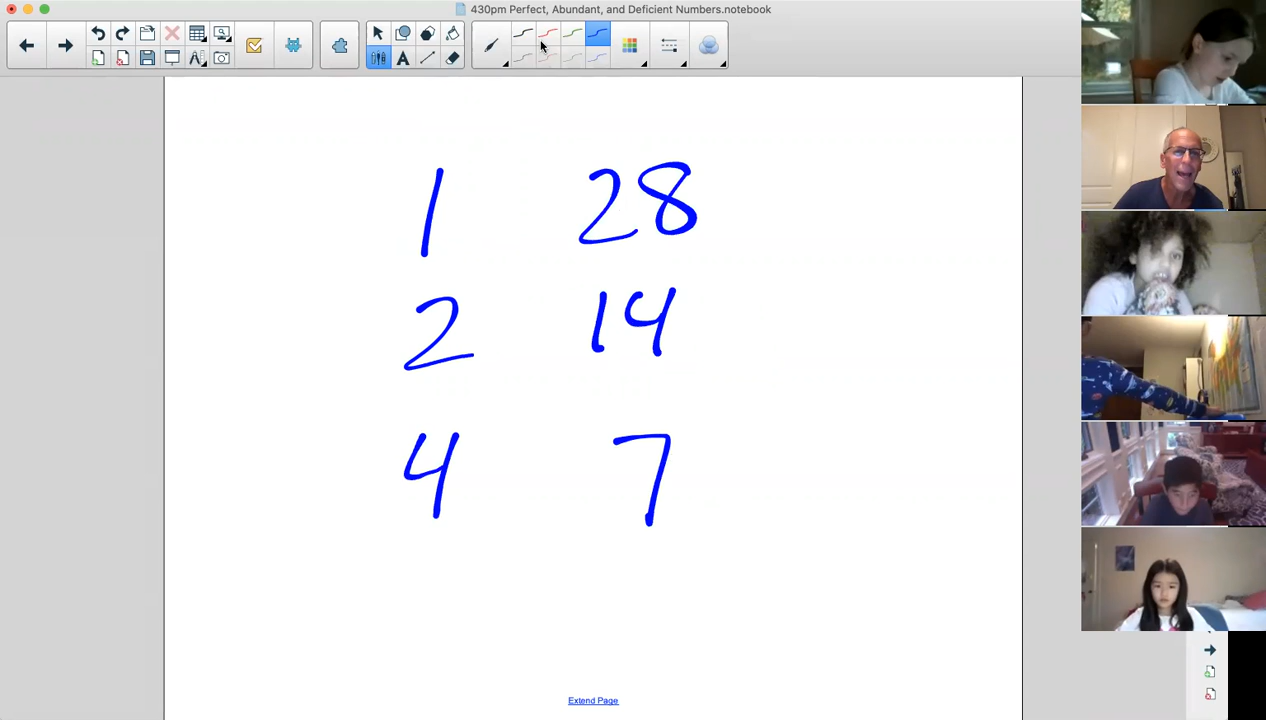 430pm Perfect, Abundant, and Deficient Numbers.notebook
1 28
2 14
4 7
Extend Page